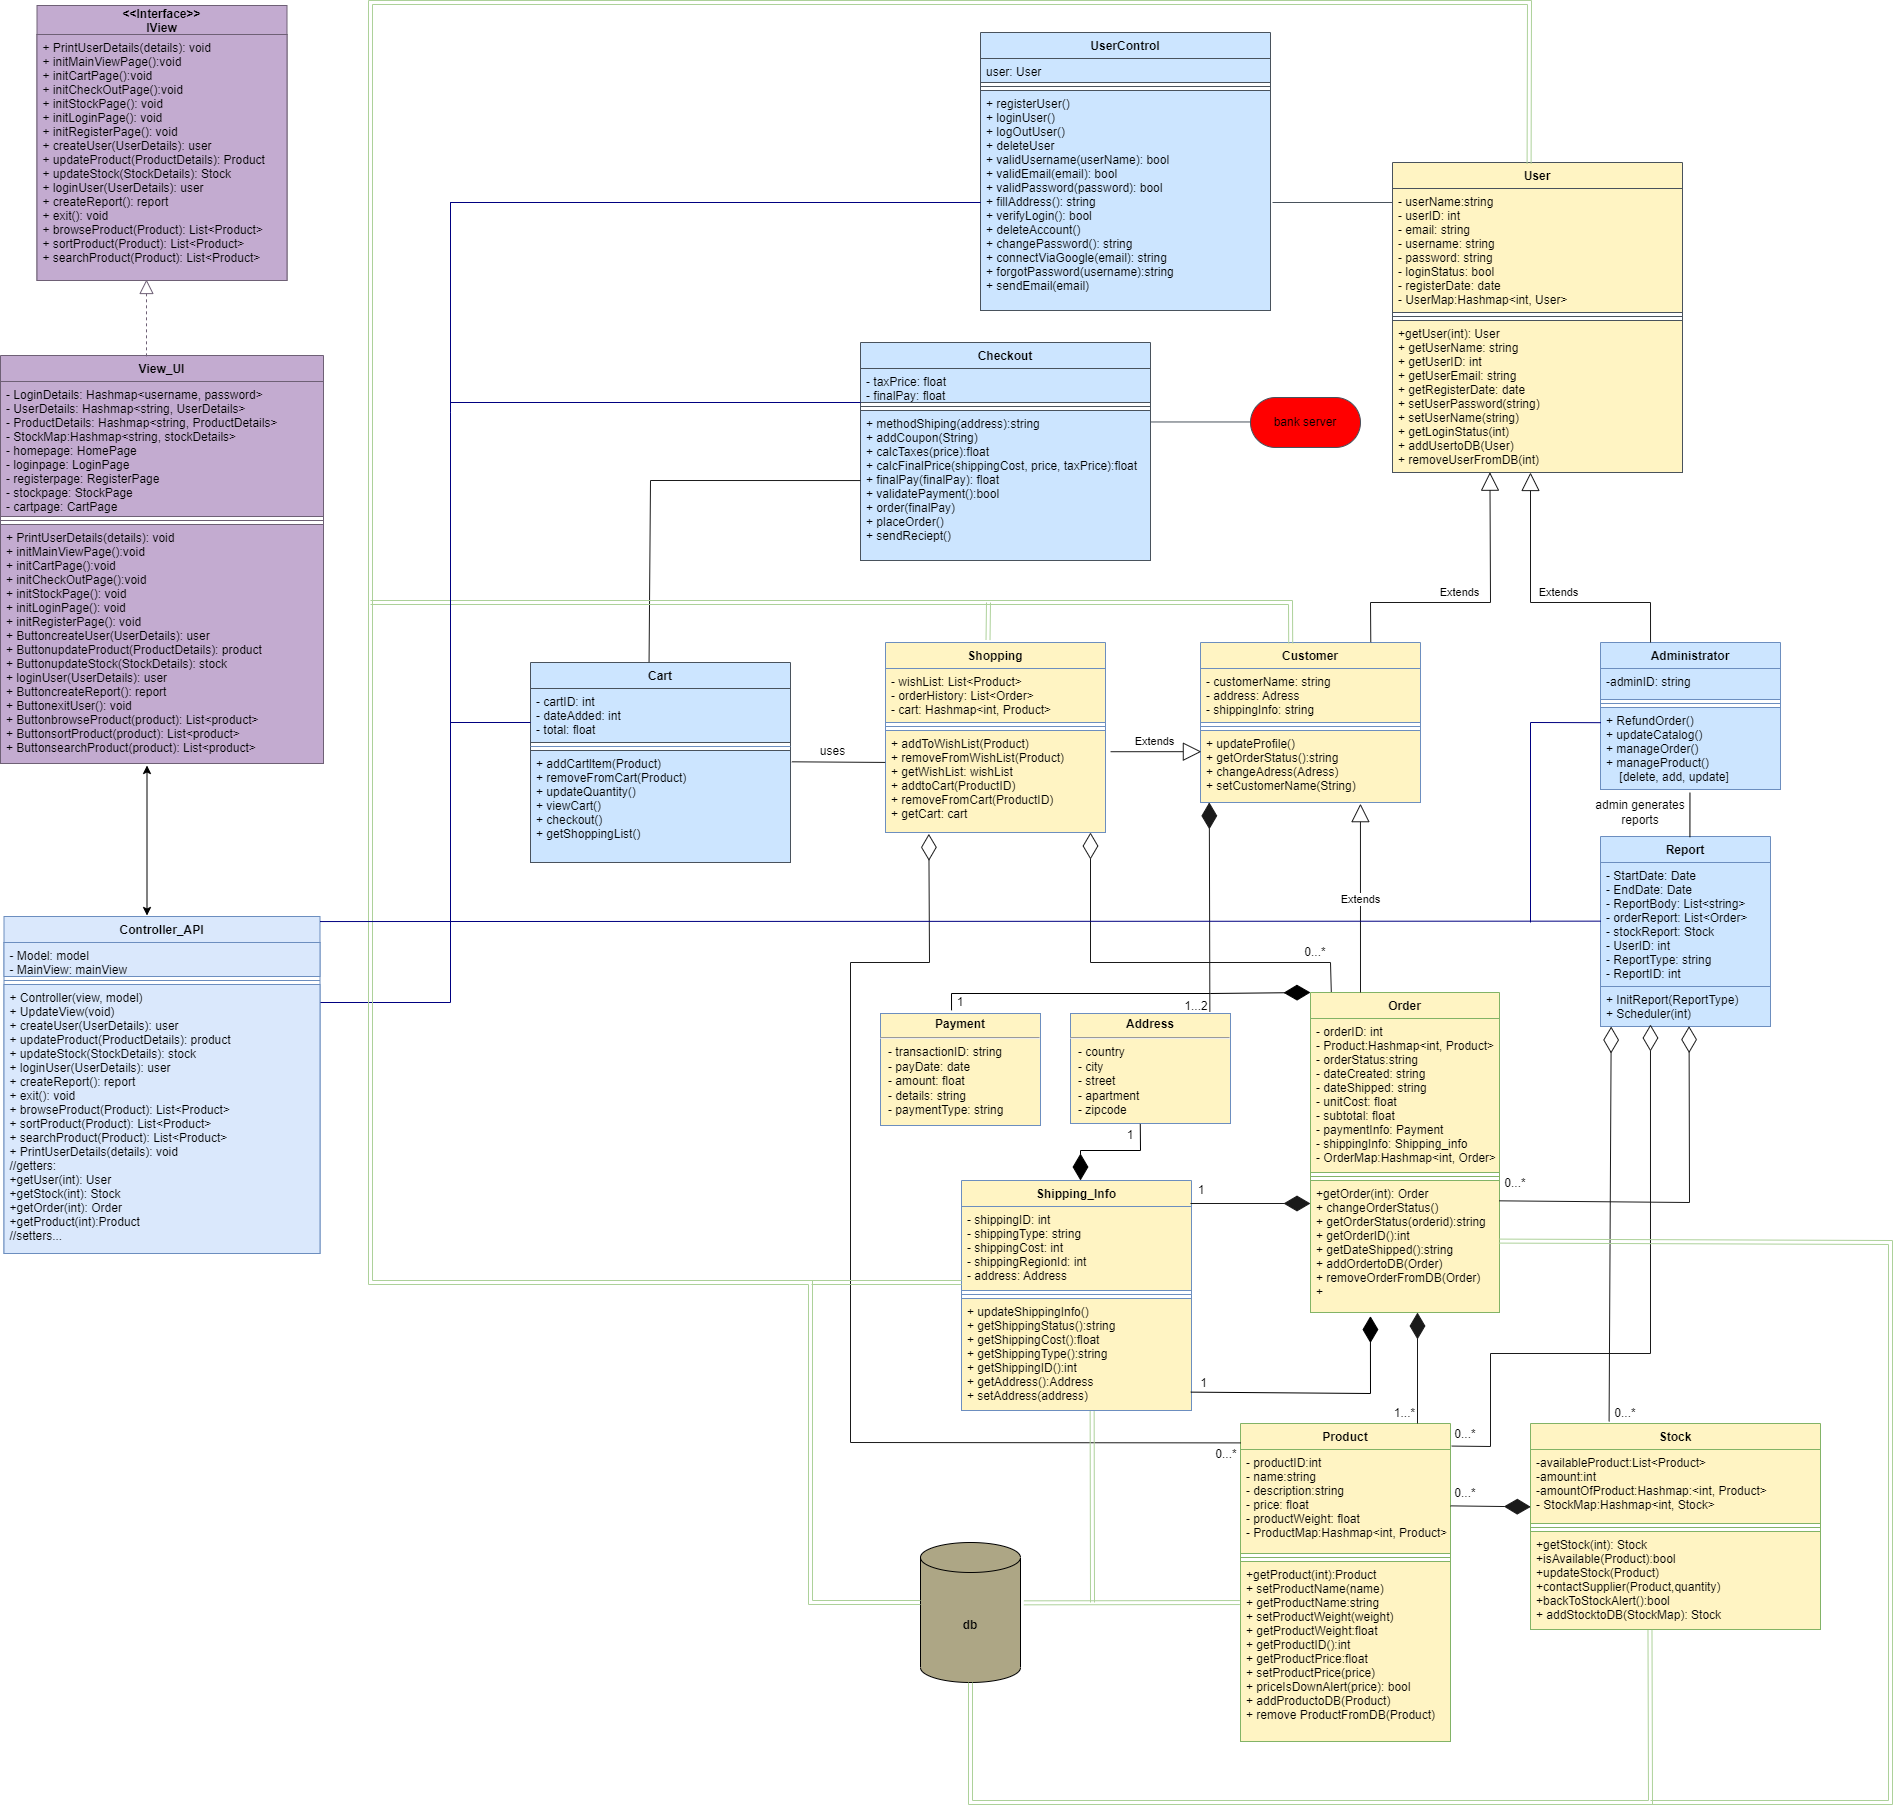 <<Interface>>
IView
+ PrintUserDetails(details): void
+ initMainViewPage():void
+ initCartPage():void
+ initCheckOutPage():void
+ initStockPage(): void
+ initLoginPage(): void
+ initRegisterPage(): void
+ createUser(UserDetails): user
+ updateProduct(ProductDetails): Product
+ updateStock(StockDetails): Stock
+ loginUser(UserDetails): user
+ createReport(): report
+ exit(): void
+ browseProduct(Product): List<Product>
+ sortProduct(Product): List<Product>
+ searchProduct(Product): List<Product>
View_UI
- LoginDetails: Hashmap<username, password>
- UserDetails: Hashmap<string, UserDetails>
- ProductDetails: Hashmap<string, ProductDetails>
- StockMap:Hashmap<string, stockDetails>
- homepage: HomePage
- loginpage: LoginPage
- registerpage: RegisterPage
- stockpage: StockPage
- cartpage: CartPage
+ PrintUserDetails(details): void
+ initMainViewPage():void
+ initCartPage():void
+ initCheckOutPage():void
+ initStockPage(): void
+ initLoginPage(): void
+ initRegisterPage(): void
+ ButtoncreateUser(UserDetails): user
+ ButtonupdateProduct(ProductDetails): product
+ ButtonupdateStock(StockDetails): stock
+ loginUser(UserDetails): user
+ ButtoncreateReport(): report
+ ButtonexitUser(): void
+ ButtonbrowseProduct(product): List<product>
+ ButtonsortProduct(product): List<product>
+ ButtonsearchProduct(product): List<product>
Controller_API
- Model: model
- MainView: mainView
+ Controller(view, model)
+ UpdateView(void)
+ createUser(UserDetails): user
+ updateProduct(ProductDetails): product
+ updateStock(StockDetails): stock
+ loginUser(UserDetails): user
+ createReport(): report
+ exit(): void
+ browseProduct(Product): List<Product>
+ sortProduct(Product): List<Product>
+ searchProduct(Product): List<Product>
+ PrintUserDetails(details): void
//getters:
+getUser(int): User
+getStock(int): Stock
+getOrder(int): Order
+getProduct(int):Product
//setters...
UserControl
user: User
+ registerUser()
+ loginUser()
+ logOutUser()
+ deleteUser
+ validUsername(userName): bool
+ validEmail(email): bool
+ validPassword(password): bool
+ fillAddress(): string
+ verifyLogin(): bool
+ deleteAccount()
+ changePassword(): string
+ connectViaGoogle(email): string
+ forgotPassword(username):string
+ sendEmail(email)
User
- userName:string
- userID: int
- email: string
- username: string
- password: string
- loginStatus: bool
- registerDate: date
- UserMap:Hashmap<int, User>
+getUser(int): User
+ getUserName: string
+ getUserID: int
+ getUserEmail: string
+ getRegisterDate: date
+ setUserPassword(string)
+ setUserName(string)
+ getLoginStatus(int)
+ addUsertoDB(User)
+ removeUserFromDB(int)
Checkout
- taxPrice: float
- finalPay: float
+ methodShiping(address):string
+ addCoupon(String)
+ calcTaxes(price):float
+ calcFinalPrice(shippingCost, price, taxPrice):float
+ finalPay(finalPay): float
+ validatePayment():bool
+ order(finalPay)
+ placeOrder()
+ sendReciept()
bank server
Extends
Extends
Cart
- cartID: int
- dateAdded: int
- total: float
+ addCartItem(Product)
+ removeFromCart(Product)
+ updateQuantity()
+ viewCart()
+ checkout()
+ getShoppingList()
uses
Shopping
- wishList: List<Product>
- orderHistory: List<Order>
- cart: Hashmap<int, Product>
+ addToWishList(Product)
+ removeFromWishList(Product)
+ getWishList: wishList
+ addtoCart(ProductID)
+ removeFromCart(ProductID)
+ getCart: cart
Extends
Customer
- customerName: string
- address: Adress
- shippingInfo: string
+ updateProfile()
+ getOrderStatus():string
+ changeAdress(Adress)
+ setCustomerName(String)
Administrator
-adminID: string
+ RefundOrder()
+ updateCatalog()
+ manageOrder()
+ manageProduct()
[delete, add, update]
admin generates
reports
Report
- StartDate: Date
- EndDate: Date
- ReportBody: List<string>
- orderReport: List<Order>
- stockReport: Stock
- UserID: int
- ReportType: string
- ReportID: int
+ InitReport(ReportType)
+ Scheduler(int)
Extends
0...*
1
1...2
Payment
- transactionID: string
- payDate: date
- amount: float
- details: string
- paymentType: string
Address
- country
- city
- street
- apartment
- zipcode
1
Order
- orderID: int
- Product:Hashmap<int, Product>
- orderStatus:string
- dateCreated: string
- dateShipped: string
- unitCost: float
- subtotal: float
- paymentInfo: Payment
- shippingInfo: Shipping_info
- OrderMap:Hashmap<int, Order>
+getOrder(int): Order
+ changeOrderStatus()
+ getOrderStatus(orderid):string
+ getOrderID():int
+ getDateShipped():string
+ addOrdertoDB(Order)
+ removeOrderFromDB(Order)
+
0...*
Shipping_Info
- shippingID: int
- shippingType: string
- shippingCost: int
- shippingRegionId: int
- address: Address
+ updateShippingInfo()
+ getShippingStatus():string
+ getShippingCost():float
+ getShippingType():string
+ getShippingID():int
+ getAddress():Address
+ setAddress(address)
1
1
1...*
0...*
0...*
0...*
0...*
Product
- productID:int
- name:string
- description:string
- price: float
- productWeight: float
- ProductMap:Hashmap<int, Product>
+getProduct(int):Product
+ setProductName(name)
+ getProductName:string
+ setProductWeight(weight)
+ getProductWeight:float
+ getProductID():int
+ getProductPrice:float
+ setProductPrice(price)
+ priceIsDownAlert(price): bool
+ addProductoDB(Product)
+ remove ProductFromDB(Product)
Stock
-availableProduct:List<Product>
-amount:int
-amountOfProduct:Hashmap:<int, Product>
- StockMap:Hashmap<int, Stock>
+getStock(int): Stock
+isAvailable(Product):bool
+updateStock(Product)
+contactSupplier(Product,quantity)
+backToStockAlert():bool
+ addStocktoDB(StockMap): Stock
db